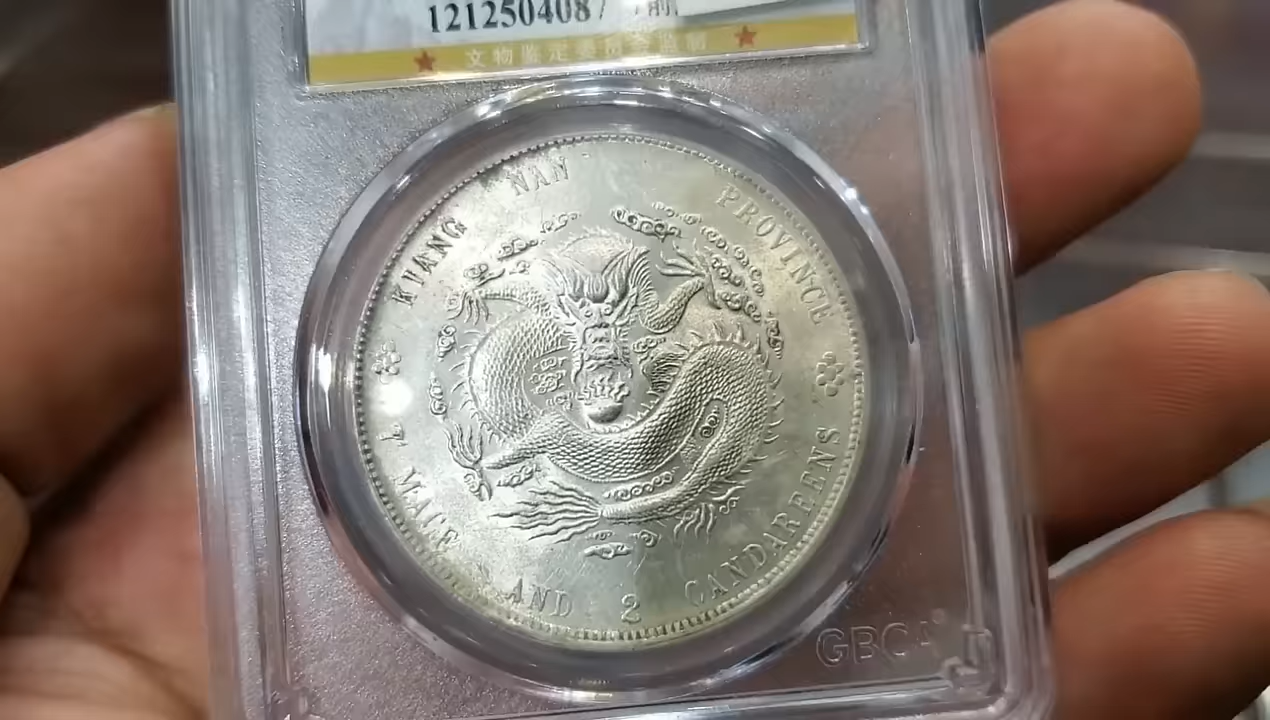 1212504087
文物鉴定委员会监制
KIANG NAN PROVINCE
7 MACE AND 2 CANDAREENS
GBCA